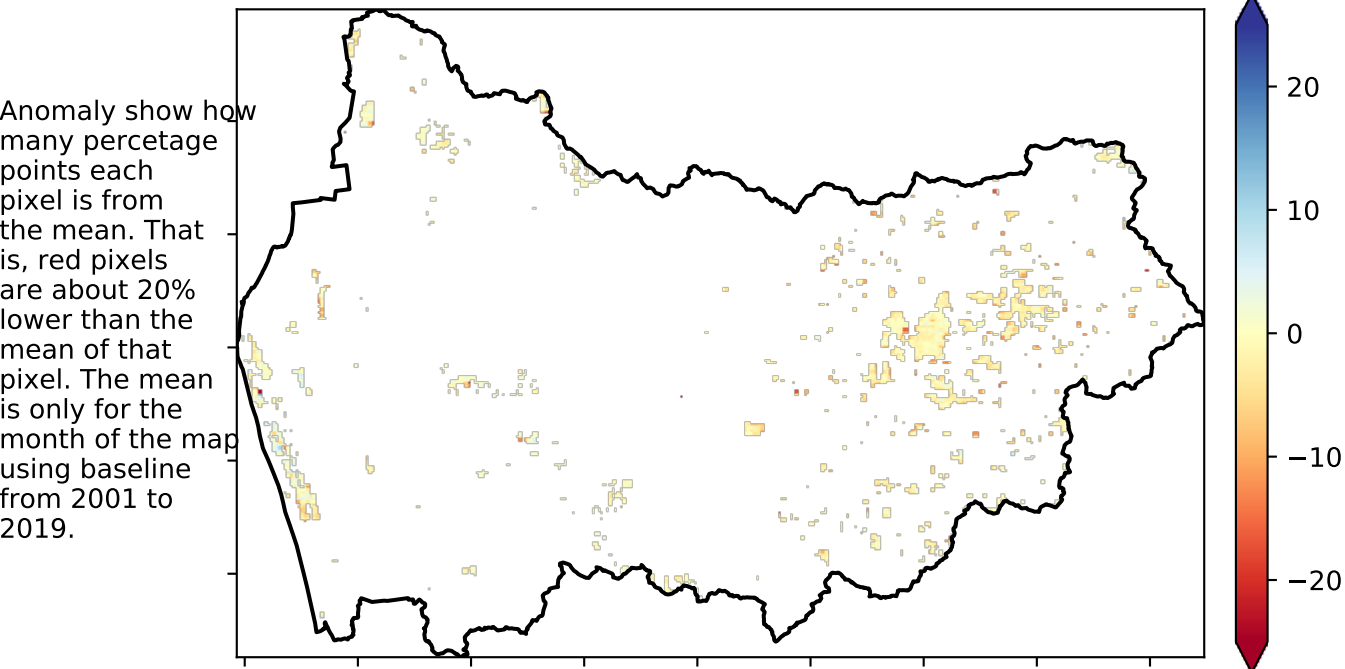 Anomaly show how
many percetage
points each
pixel is from
the mean. That
is, red pixels
are about 20%
lower than the
mean of that
pixel. The mean
is only for the
month of the map
using baseline
from 2001 to
2019.
20
10
0
−10
−20